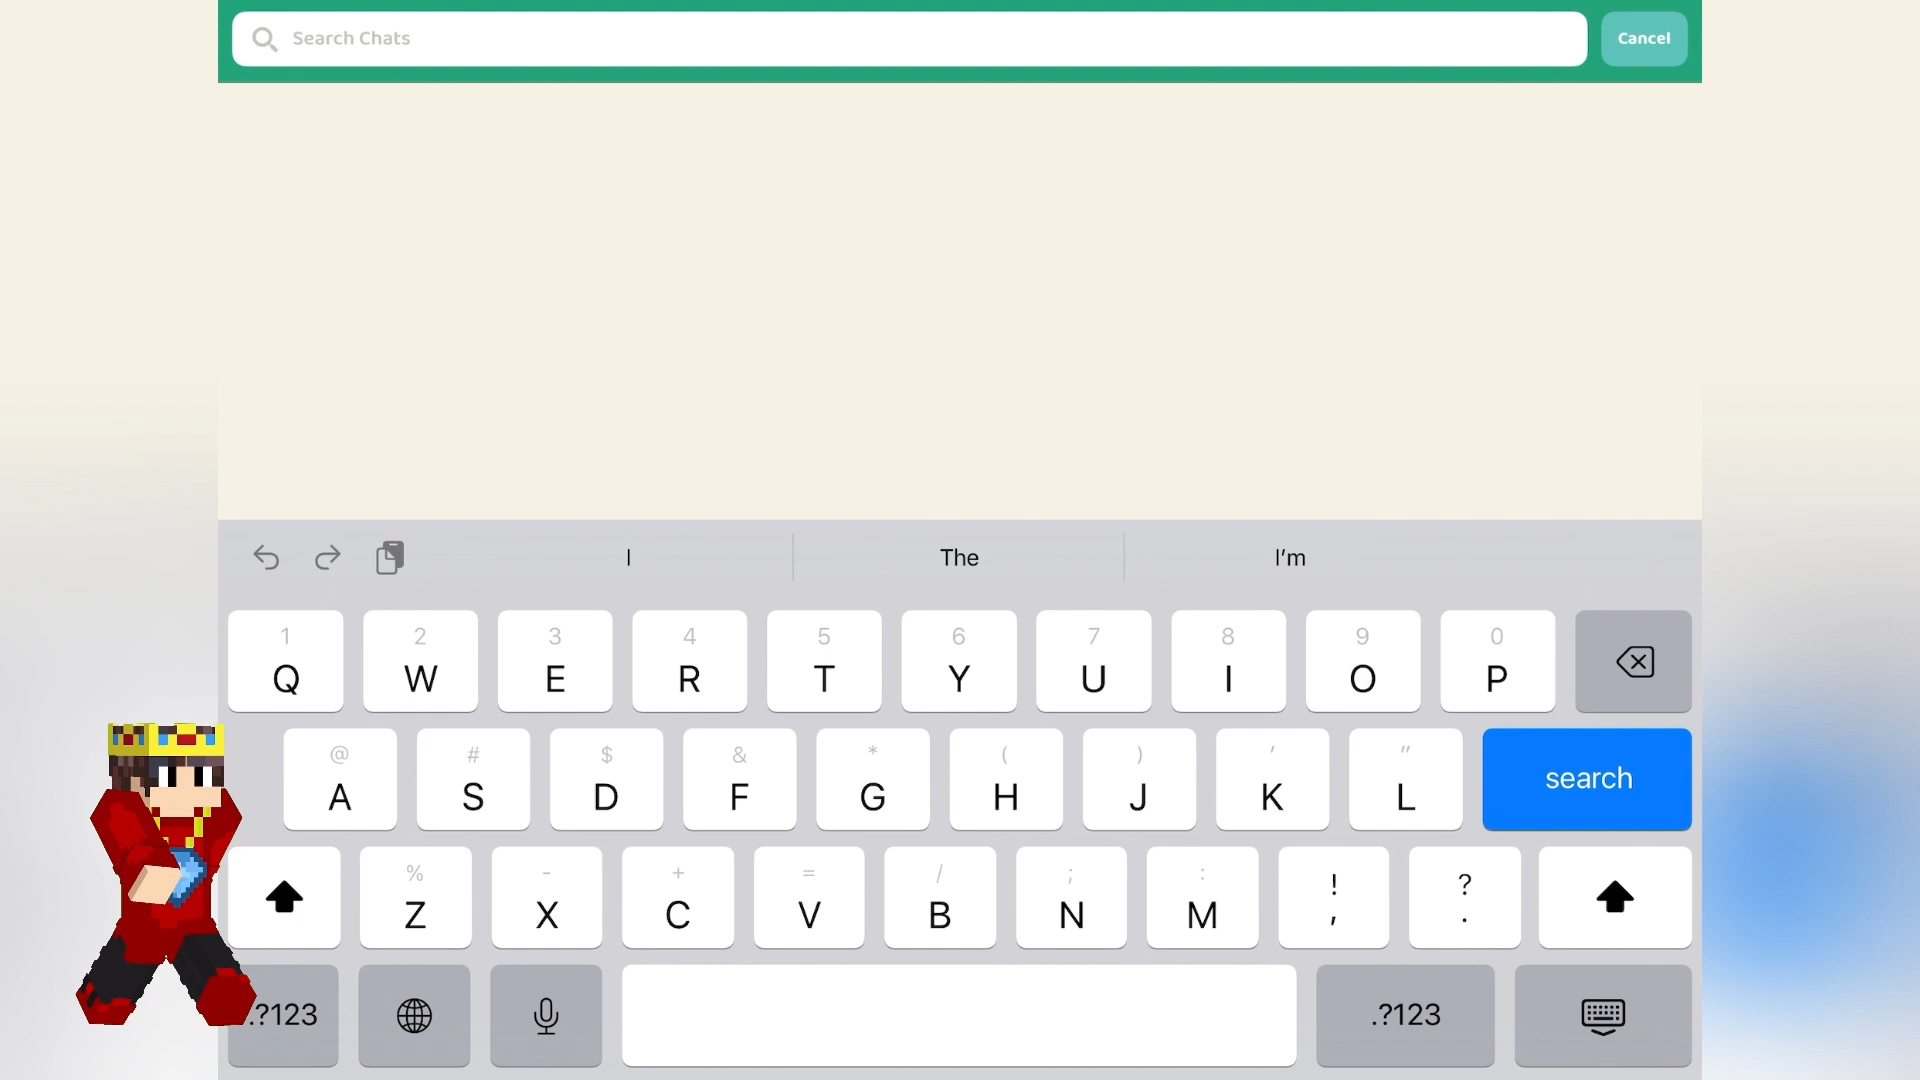 Search Chats Cancel
I The I'm
1 2 3 4 5 6 7 8 9 0
Q W E R T Y U I O P
@ # $ & * ( ) ' "
A S D F G H J K L search
% - + = / ; : ! ?
Z X C V B N M , .
.?123 .?123